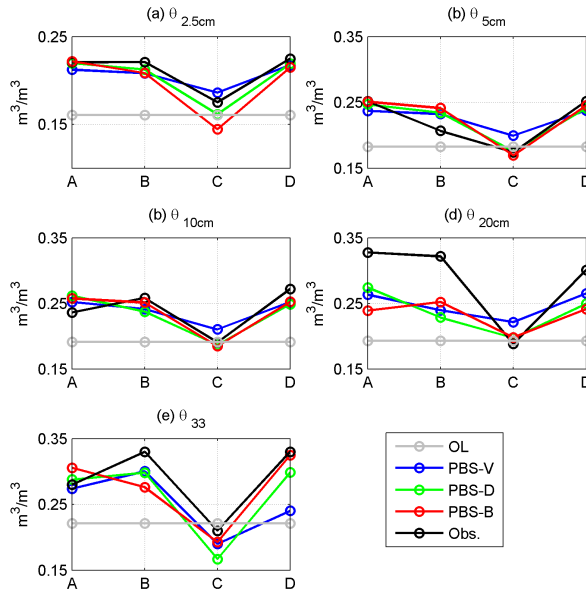 (a) θ 2.5cm
(b) θ 5cm
0.25
0.15
m³/m³
A B C D
0.35
0.25
0.15
m³/m³
A B C D
(b) θ 10cm
(d) θ 20cm
0.35
0.25
0.15
m³/m³
A B C D
0.35
0.25
0.15
m³/m³
A B C D
(e) θ 33
0.35
0.25
0.15
m³/m³
A B C D
OL
PBS-V
PBS-D
PBS-B
Obs.